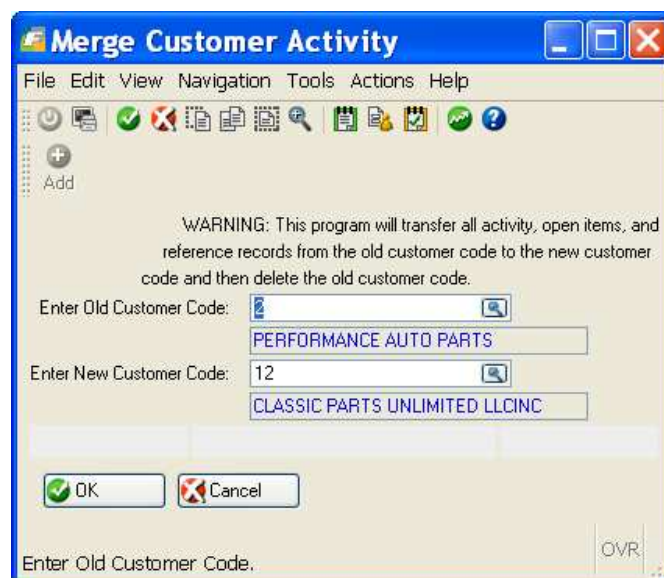 Merge Customer Activity
File Edit View Navigation Tools Actions Help
Add
WARNING: This program will transfer all activity, open items, and
reference records from the old customer code to the new customer
code and then delete the old customer code.
Enter Old Customer Code: 2
PERFORMANCE AUTO PARTS
Enter New Customer Code: 12
CLASSIC PARTS UNLIMITED LLCINC
OK Cancel
Enter Old Customer Code. OVR